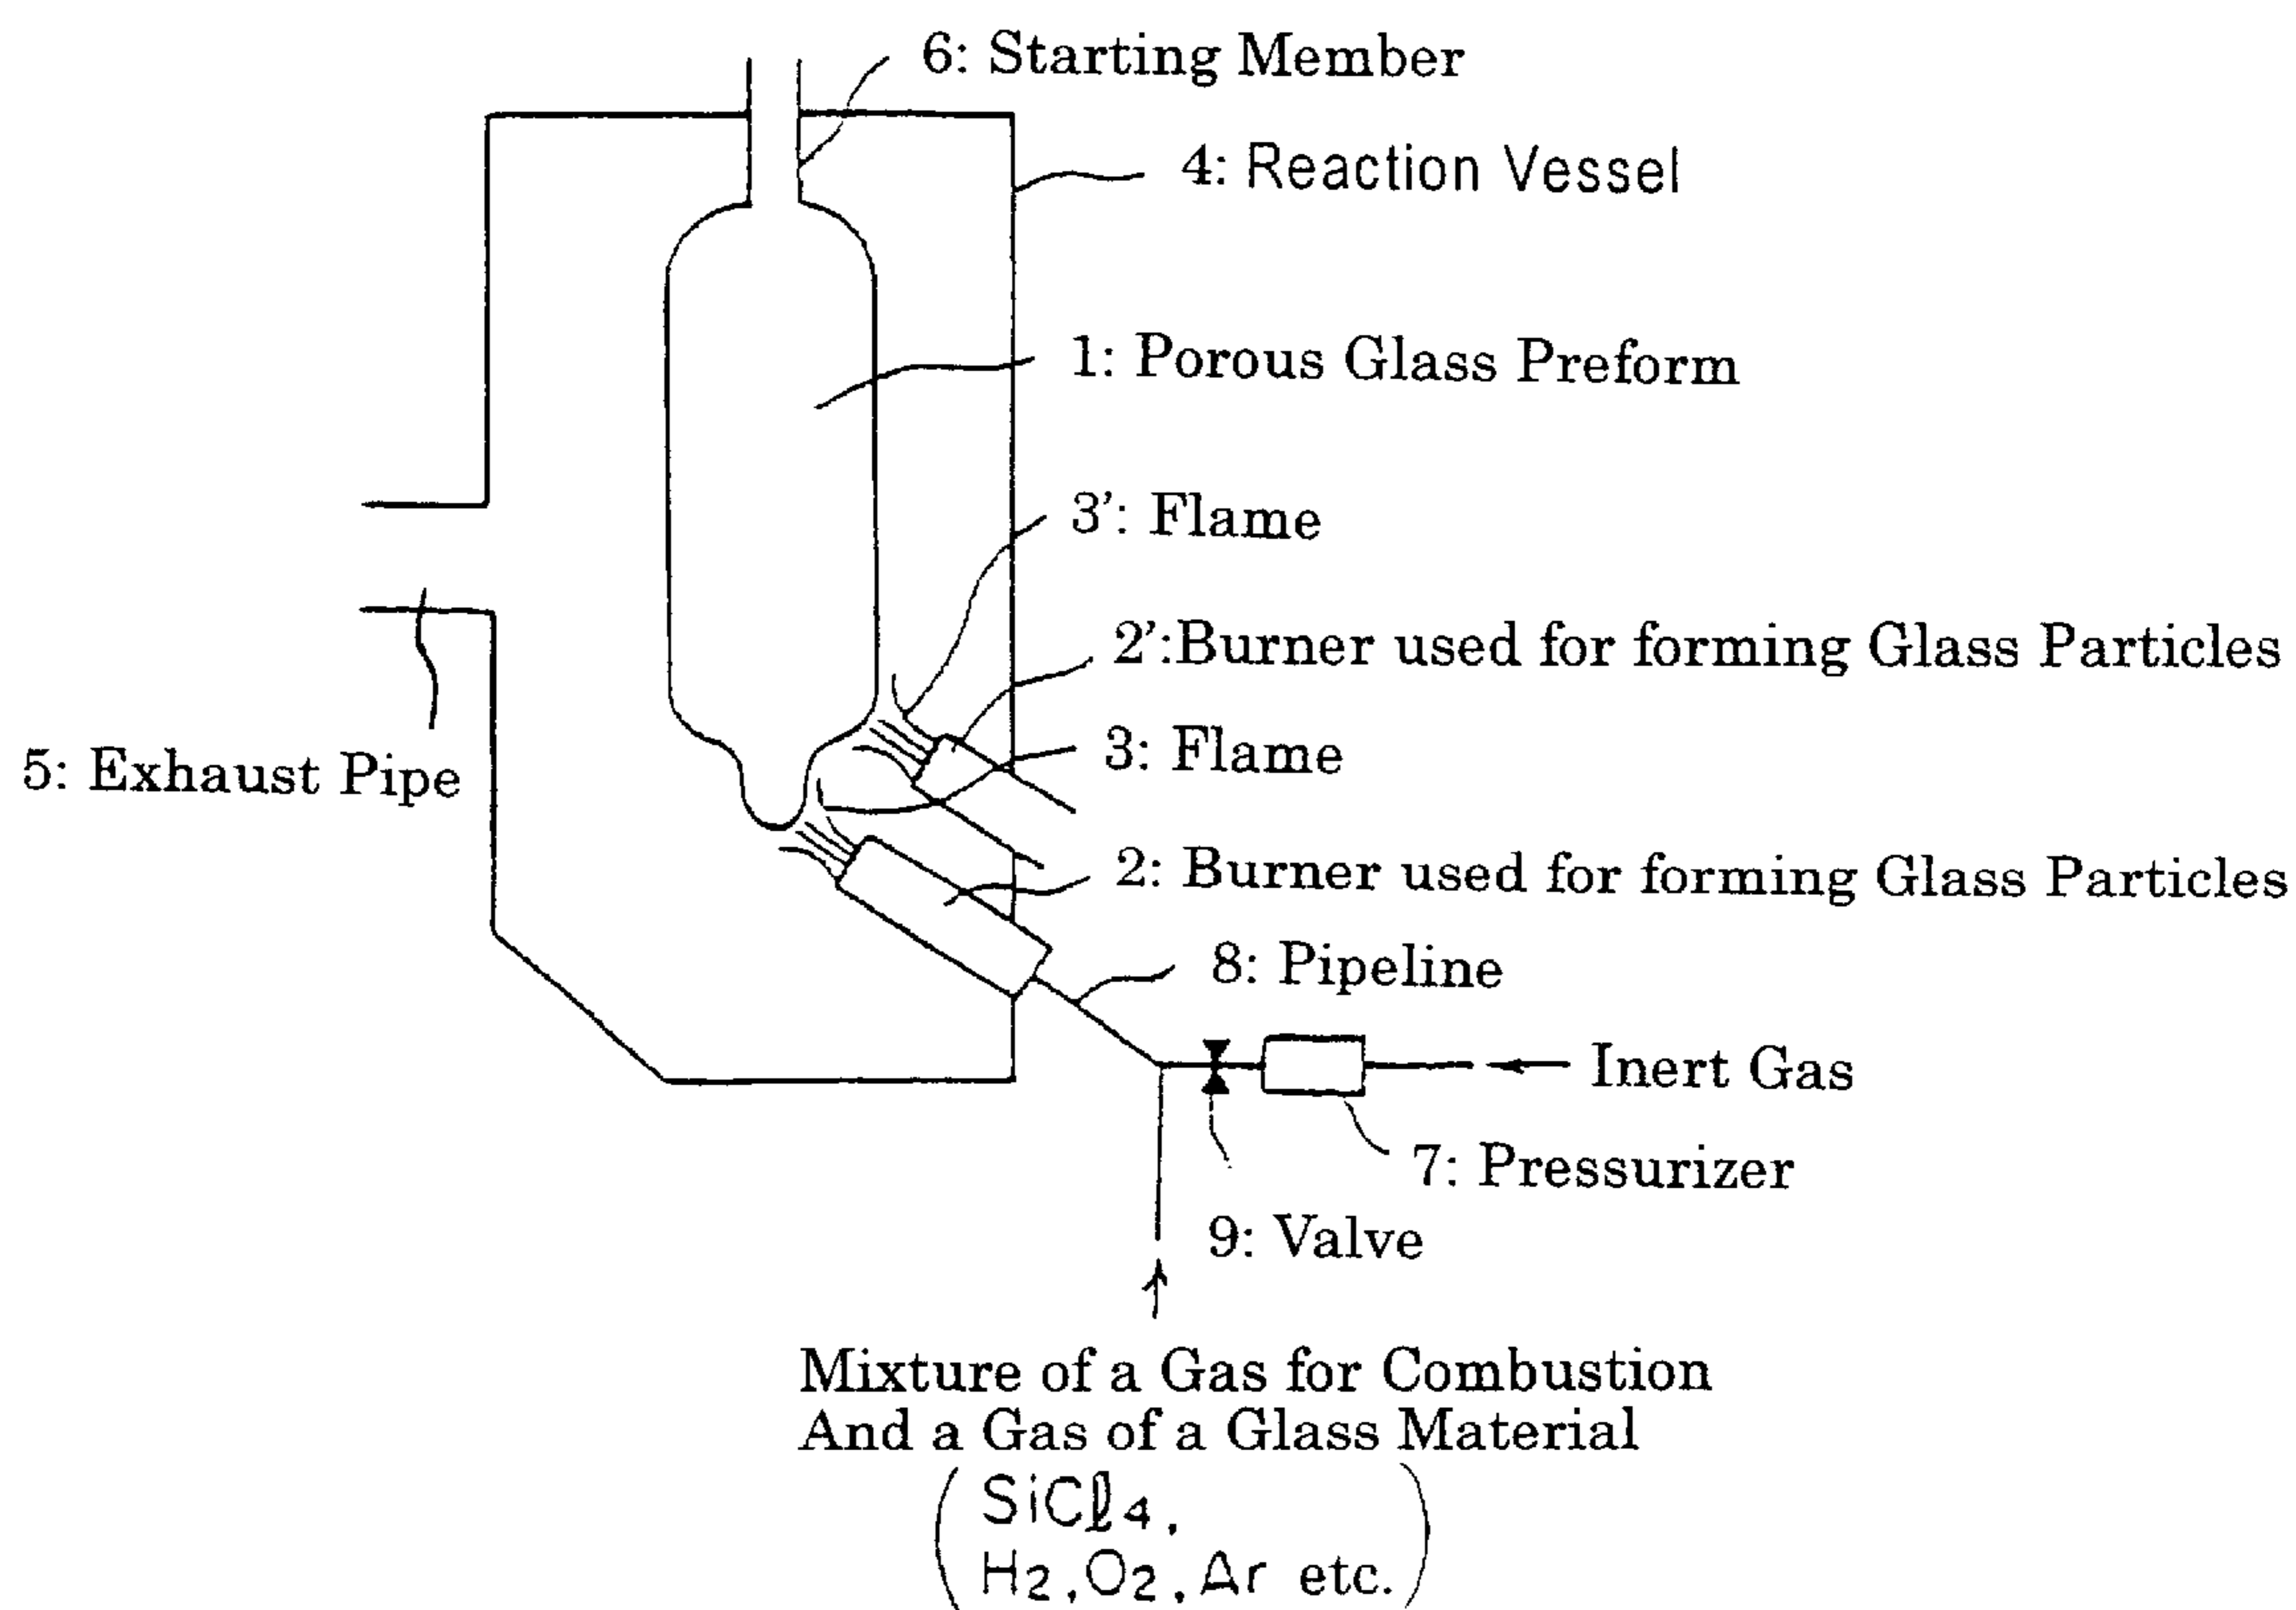 6: Starting Member
4: Reaction Vessel
1: Porous Glass Preform
3': Flame
2':Burner used for forming Glass Particles
3: Flame
5: Exhaust Pipe
2: Burner used for forming Glass Particles
8: Pipeline
Inert Gas
7: Pressurizer
9: Valve
Mixture of a Gas for Combustion
And a Gas of a Glass Material
(SiCl4,
H2,O2,Ar etc.)